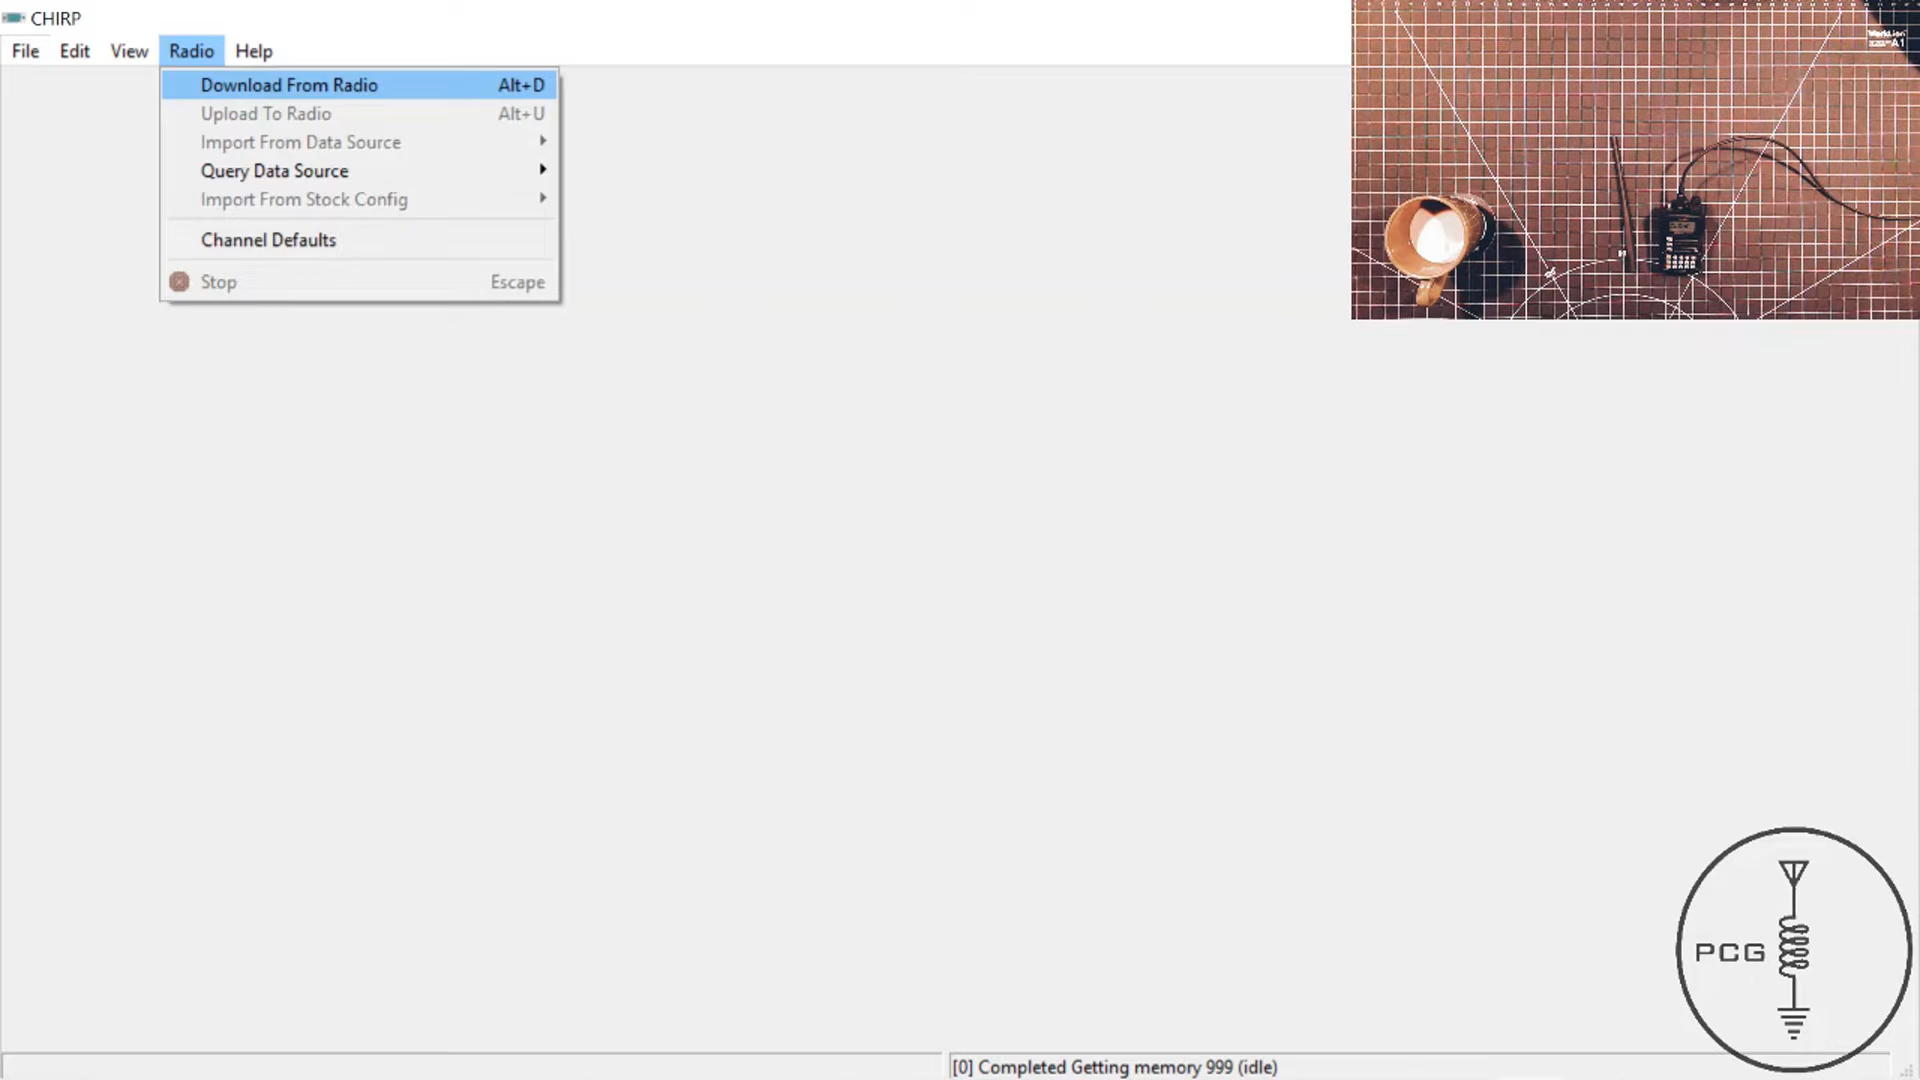 CHIRP
File Edit View Radio Help
Download From Radio Alt+D
Upload To Radio Alt+U
Import From Data Source
Query Data Source
Import From Stock Config
Channel Defaults
Stop Escape
A1
PCG
[0] Completed Getting memory 999 (idle)